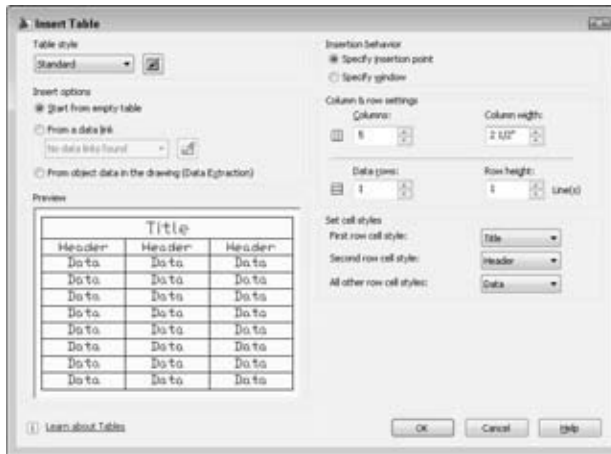 Insert Table
Table style
Standard
Insert options
Start from empty table
From a data link
No data links found
From object data in the drawing (Data Extraction)
Preview
Title
Header Header Header
Data Data Data
Data Data Data
Data Data Data
Data Data Data
Data Data Data
Data Data Data
Data Data Data
Data Data Data
Learn about Tables
Insertion behavior
Specify insertion point
Specify window
Column & row settings
Columns: Column width:
5 2 1/2"
Data rows: Row height:
1 1 Line(s)
Set cell styles
First row cell style: Title
Second row cell style: Header
All other row cell styles: Data
OK Cancel Help